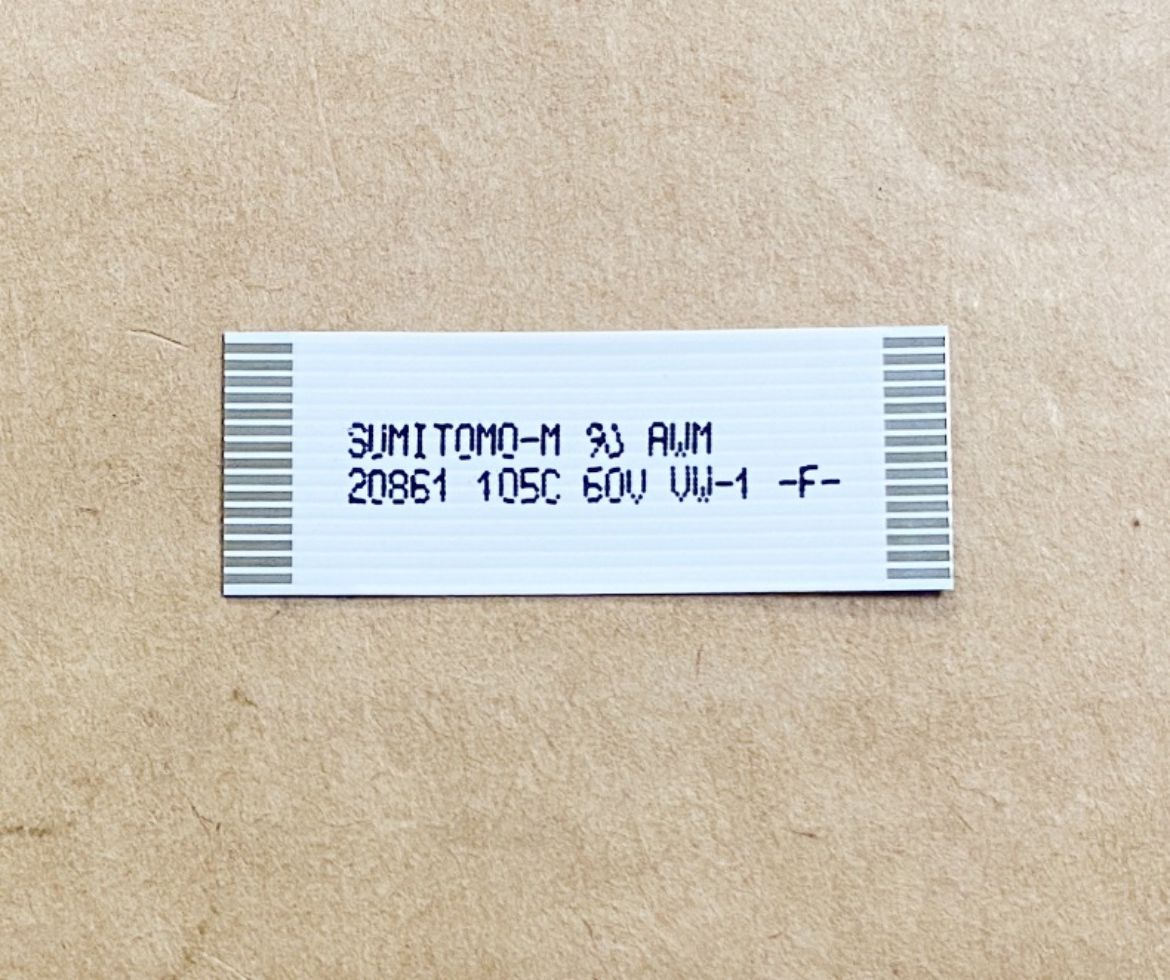 SUMITOMO-M AWM
20861 105C 60V VW-1 -F-